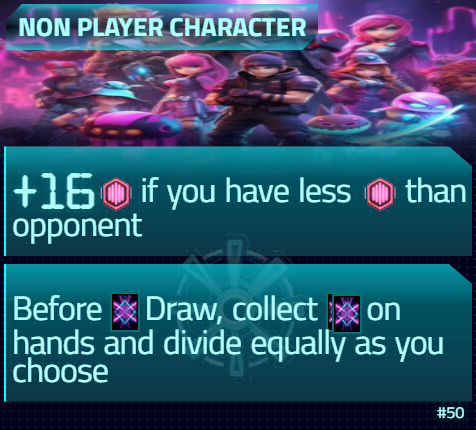 NON PLAYER CHARACTER
+16 if you have less than
opponent
Before Draw, collect on
hands and divide equally as you
choose
#50